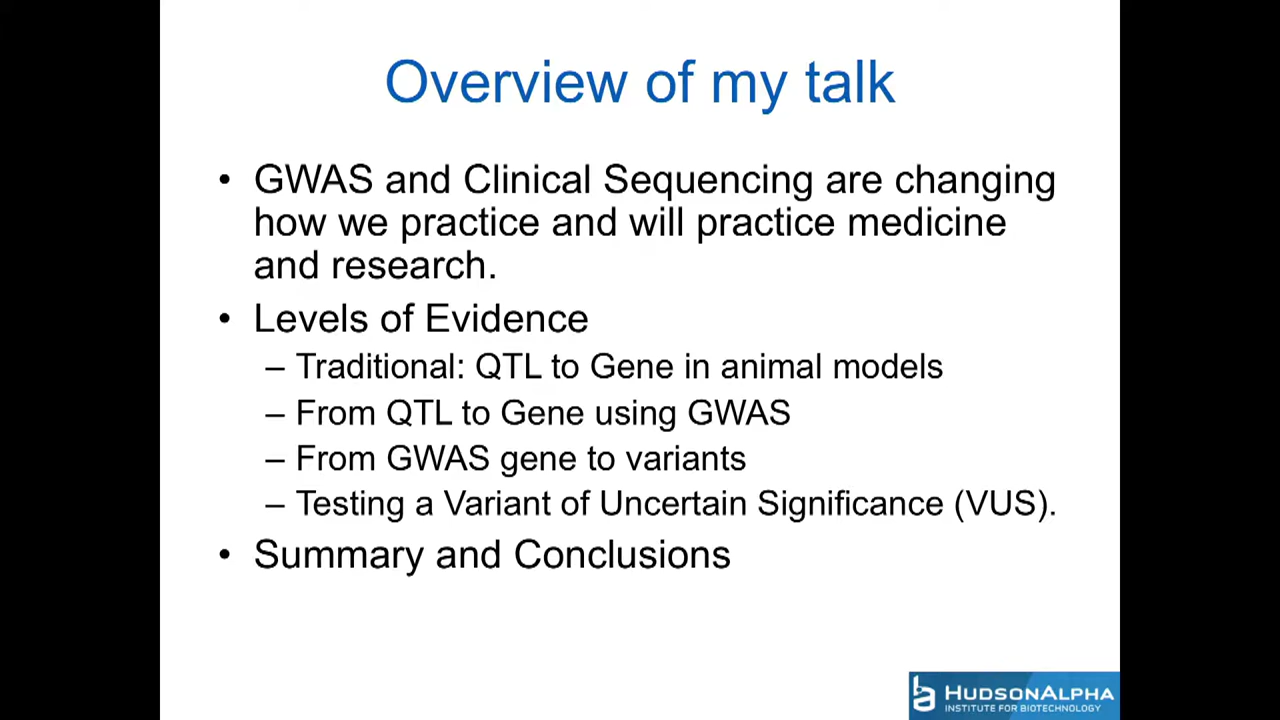 Overview of my talk
• GWAS and Clinical Sequencing are changing
how we practice and will practice medicine
and research.
• Levels of Evidence
– Traditional: QTL to Gene in animal models
– From QTL to Gene using GWAS
– From GWAS gene to variants
– Testing a Variant of Uncertain Significance (VUS).
• Summary and Conclusions
HUDSONALPHA
INSTITUTE FOR BIOTECHNOLOGY